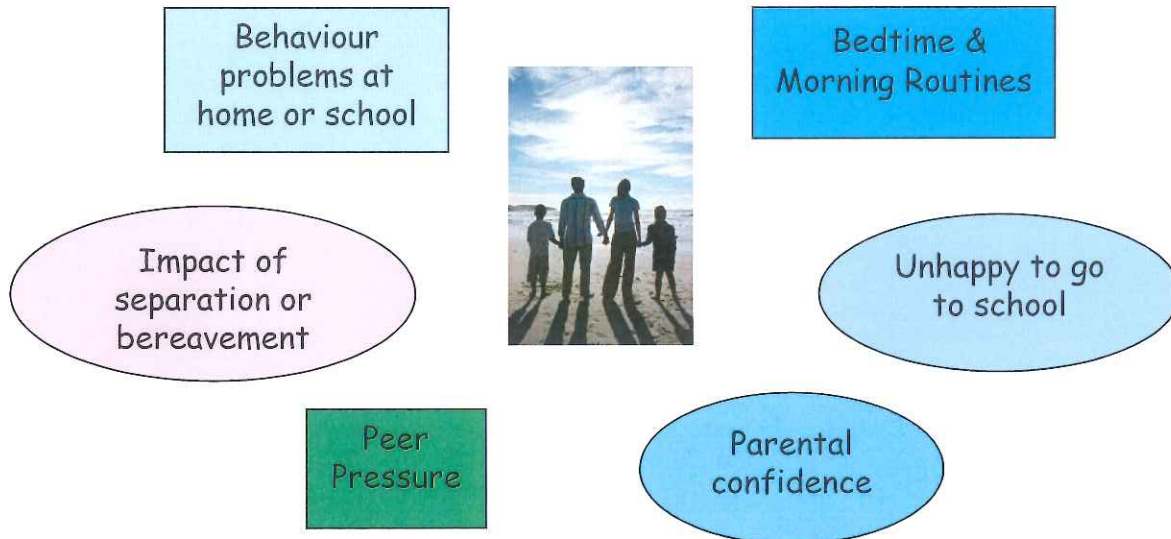 Behaviour
problems at
home or school
Bedtime &
Morning Routines
Impact of
separation or
bereavement
Unhappy to go
to school
Peer
Pressure
Parental
confidence